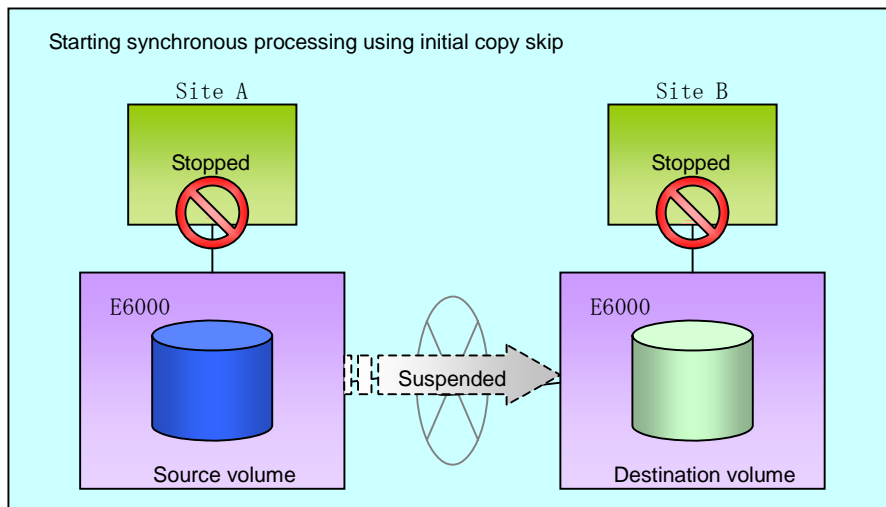 Starting synchronous processing using initial copy skip
Site A
Site B
Stopped
Stopped
E6000
E6000
Suspended
Source volume
Destination volume